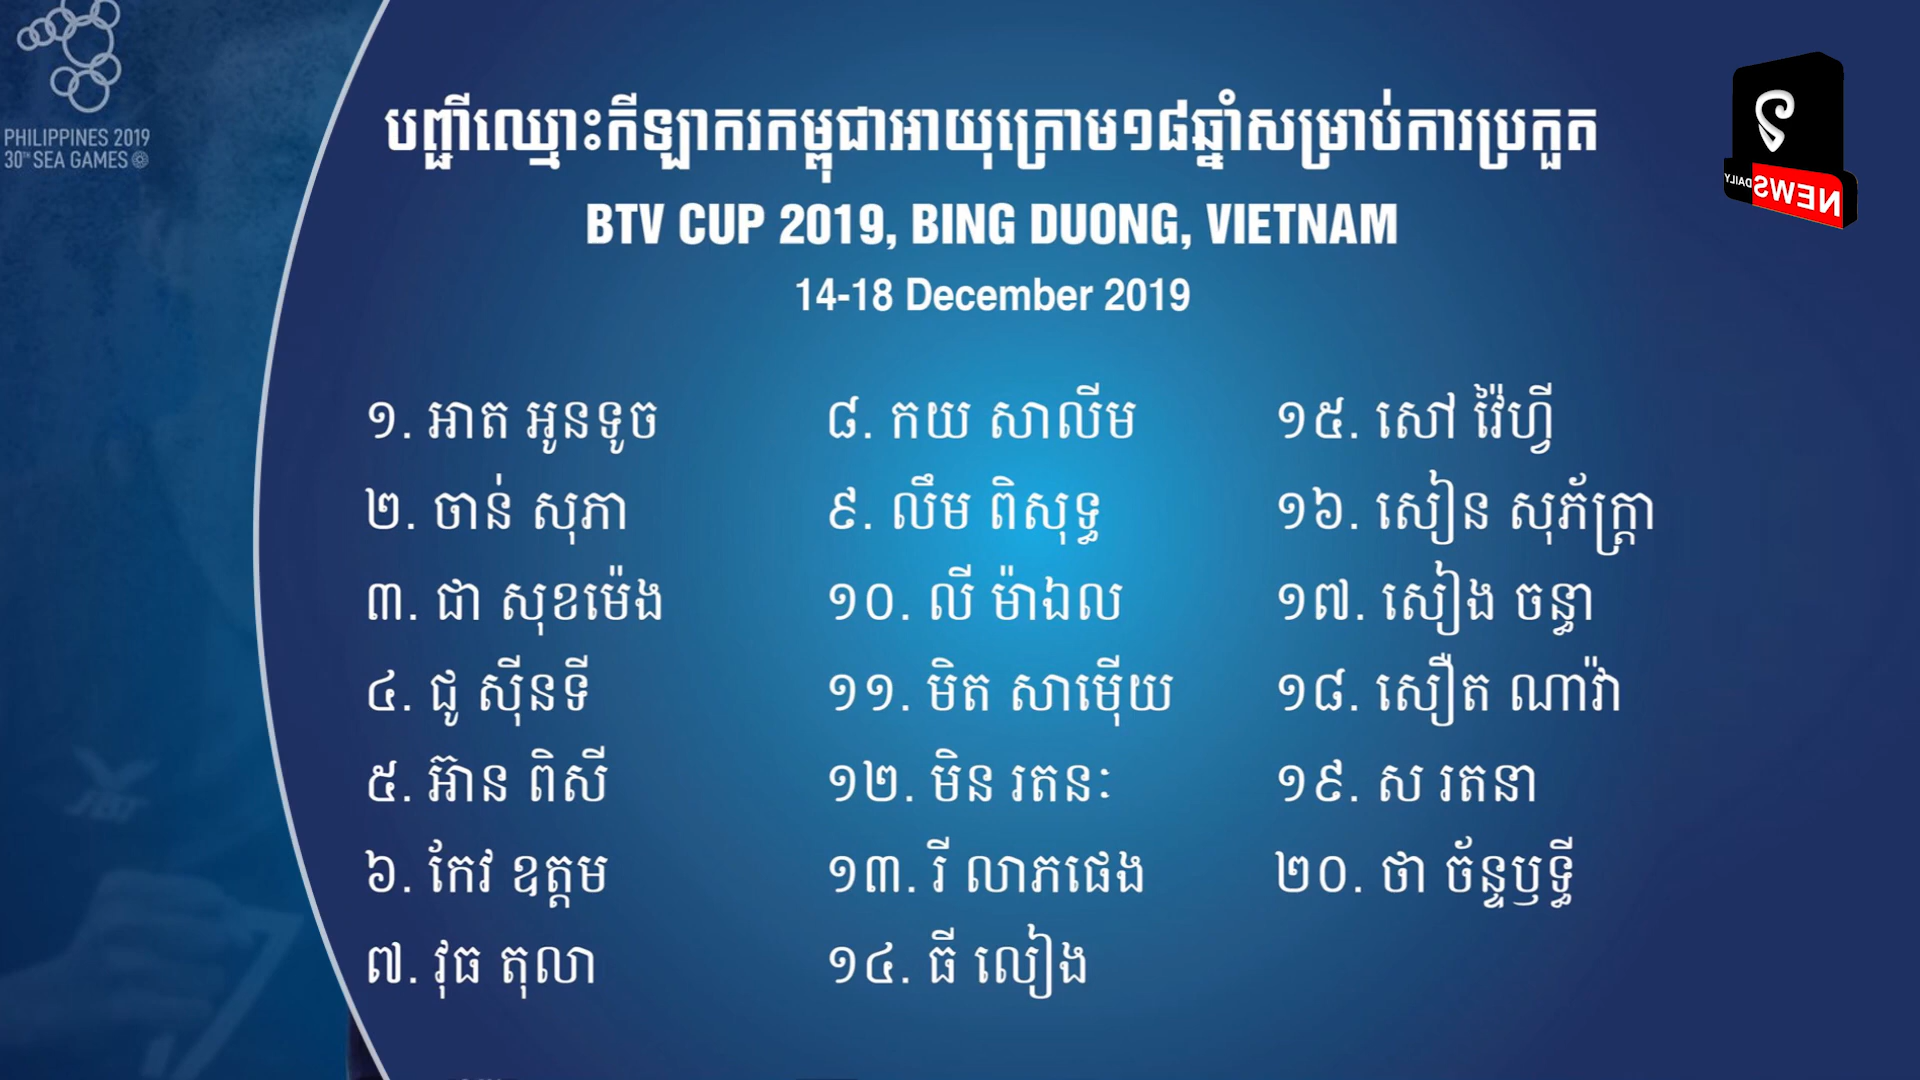 PHILIPPINES 2019
30TH SEA GAMES
បញ្ជីឈ្មោះកីឡាករកម្ពុជាអាយុក្រោម១៨ឆ្នាំសម្រាប់ការប្រកួត
BTV CUP 2019, BING DUONG, VIETNAM
14-18 December 2019
DAILY NEWS
១. អាត អូនទូច
២. ចាន់ សុភា
៣. ជា សុខម៉េង
៤. ជូ ស៊ីនទី
៥. អ៊ាន ពិសី
៦. កែវ ឧត្តម
៧. វុធ តុលា
៨. កយ សាលីម
៩. លឹម ពិសុទ្ធ
១០. លី ម៉ាឯល
១១. មិត សាម៉ើយ
១២. មិន រតនៈ
១៣. រី លាភផេង
១៤. ធី លៀង
១៥. សៅ វ៉ៃហ្វី
១៦. សៀន សុភ័ក្ត្រា
១៧. សៀង ចន្ធា
១៨. សឿត ណាវ៉ា
១៩. ស រតនា
២០. ថា ច័ន្ទឫទ្ធី